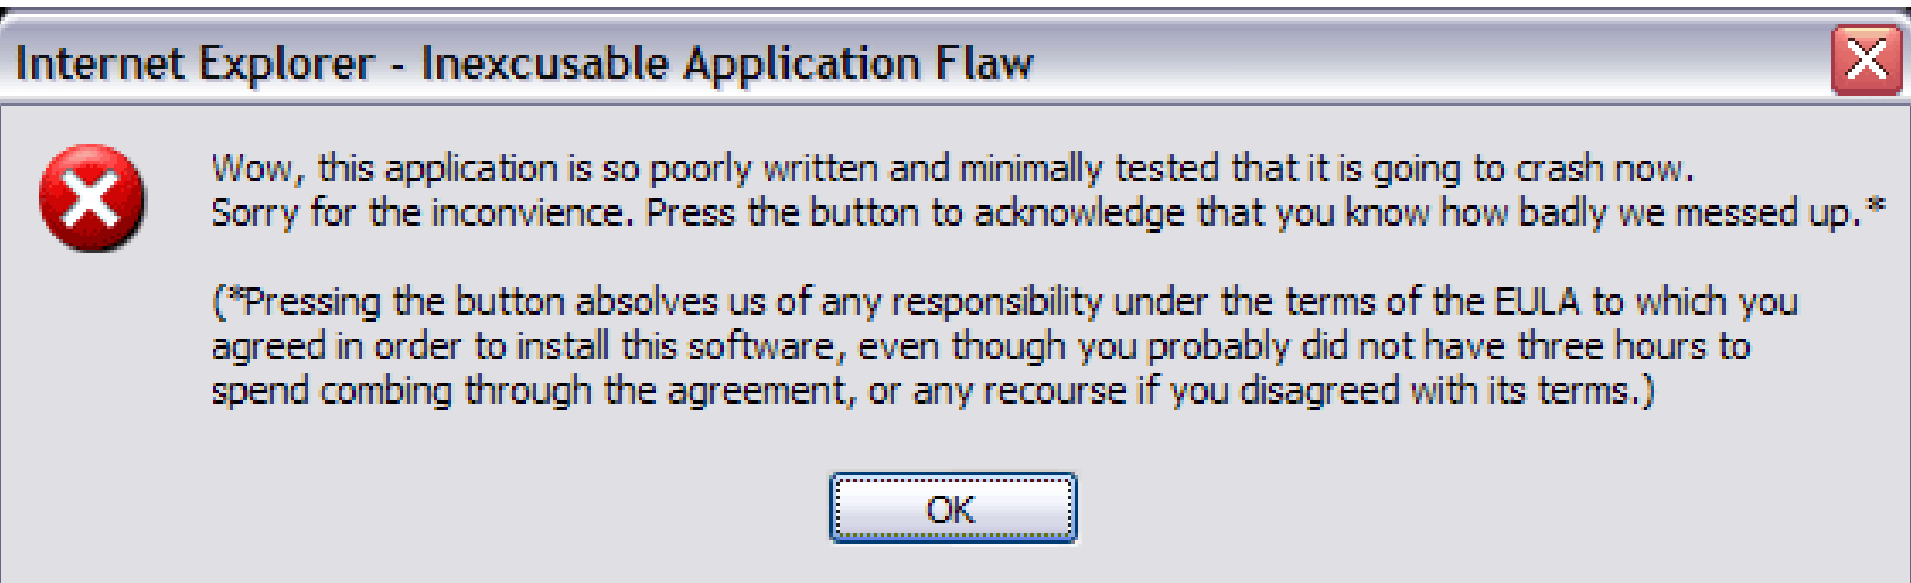 Internet Explorer - Inexcusable Application Flaw
Wow, this application is so poorly written and minimally tested that it is going to crash now.
Sorry for the inconvience. Press the button to acknowledge that you know how badly we messed up.*
(*Pressing the button absolves us of any responsibility under the terms of the EULA to which you
agreed in order to install this software, even though you probably did not have three hours to
spend combing through the agreement, or any recourse if you disagreed with its terms.)
OK